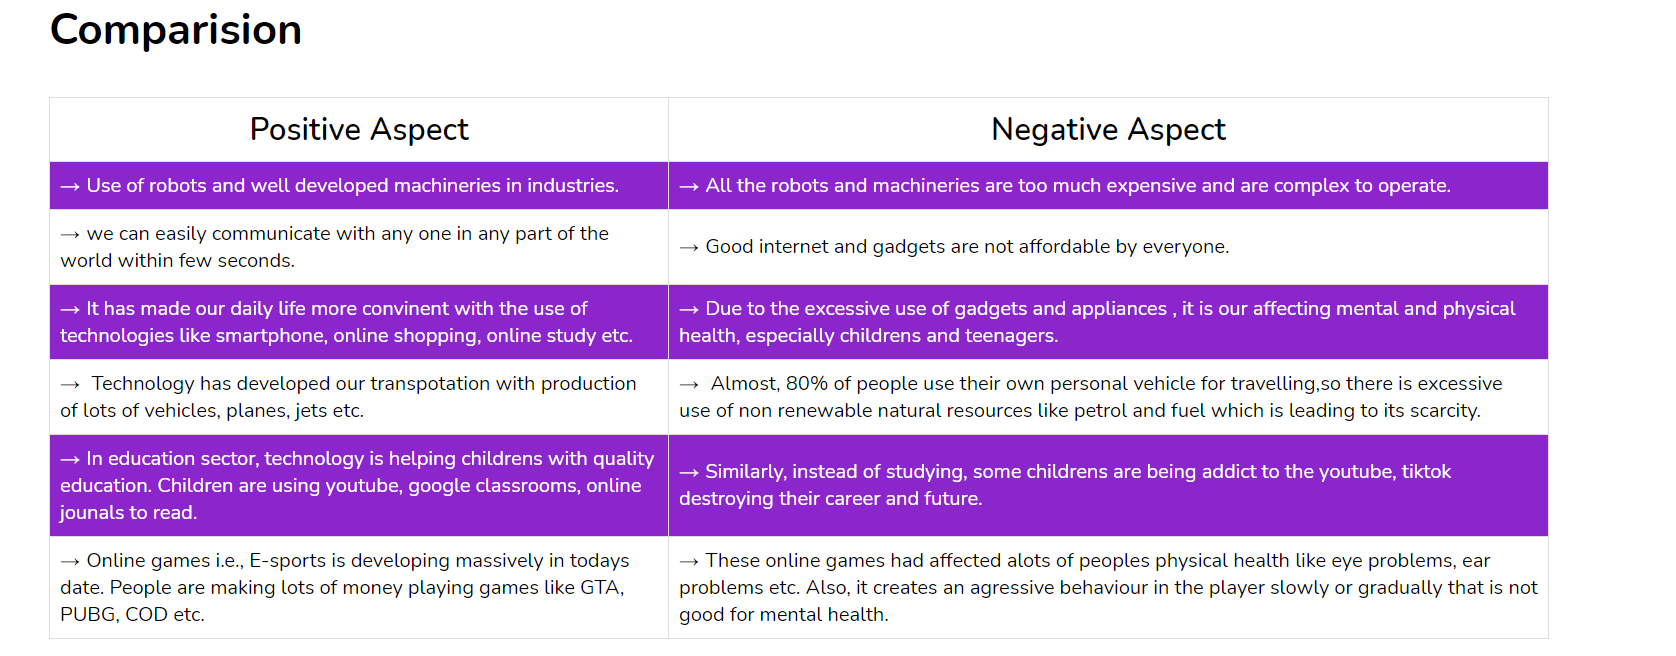 Comparision
Positive Aspect
Negative Aspect
→ Use of robots and well developed machineries in industries.
→ All the robots and machineries are too much expensive and are complex to operate.
→ we can easily communicate with any one in any part of the
world within few seconds.
→ Good internet and gadgets are not affordable by everyone.
→ It has made our daily life more convinent with the use of
technologies like smartphone, online shopping, online study etc.
→ Due to the excessive use of gadgets and appliances , it is our affecting mental and physical
health, especially childrens and teenagers.
→ Technology has developed our transpotation with production
of lots of vehicles, planes, jets etc.
→ Almost, 80% of people use their own personal vehicle for travelling,so there is excessive
use of non renewable natural resources like petrol and fuel which is leading to its scarcity.
→ In education sector, technology is helping childrens with quality
education. Children are using youtube, google classrooms, online
jounals to read.
→ Similarly, instead of studying, some childrens are being addict to the youtube, tiktok
destroying their career and future.
→ Online games i.e., E-sports is developing massively in todays
date. People are making lots of money playing games like GTA,
PUBG, COD etc.
→ These online games had affected alots of peoples physical health like eye problems, ear
problems etc. Also, it creates an agressive behaviour in the player slowly or gradually that is not
good for mental health.